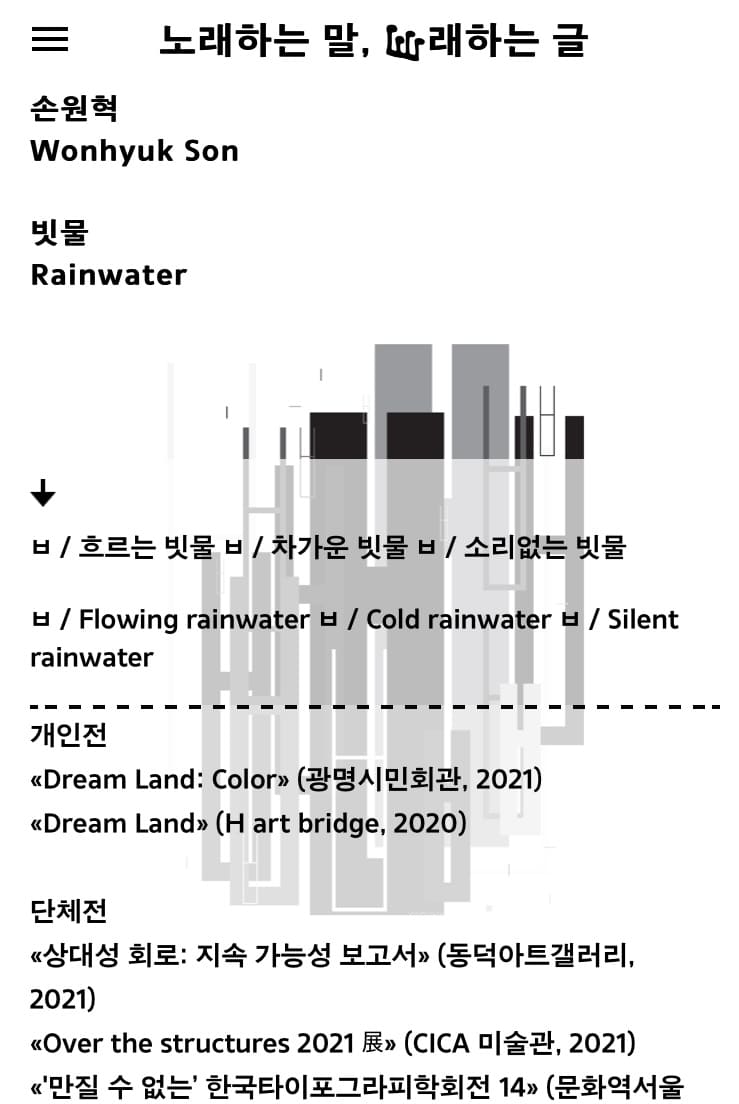 노래하는 말, 노래하는 글
손원혁
Wonhyuk Son
빗물
Rainwater
ㅂ / 흐르는 빗물 ㅂ / 차가운 빗물 ㅂ / 소리없는 빗물
ㅂ / Flowing rainwater ㅂ / Cold rainwater ㅂ / Silent
rainwater
개인전
«Dream Land: Color» (광명시민회관, 2021)
«Dream Land» (H art bridge, 2020)
단체전
«상대성 회로: 지속 가능성 보고서» (동덕아트갤러리,
2021)
«Over the structures 2021 展» (CICA 미술관, 2021)
«'만질 수 없는’ 한국타이포그라피학회전 14» (문화역서울